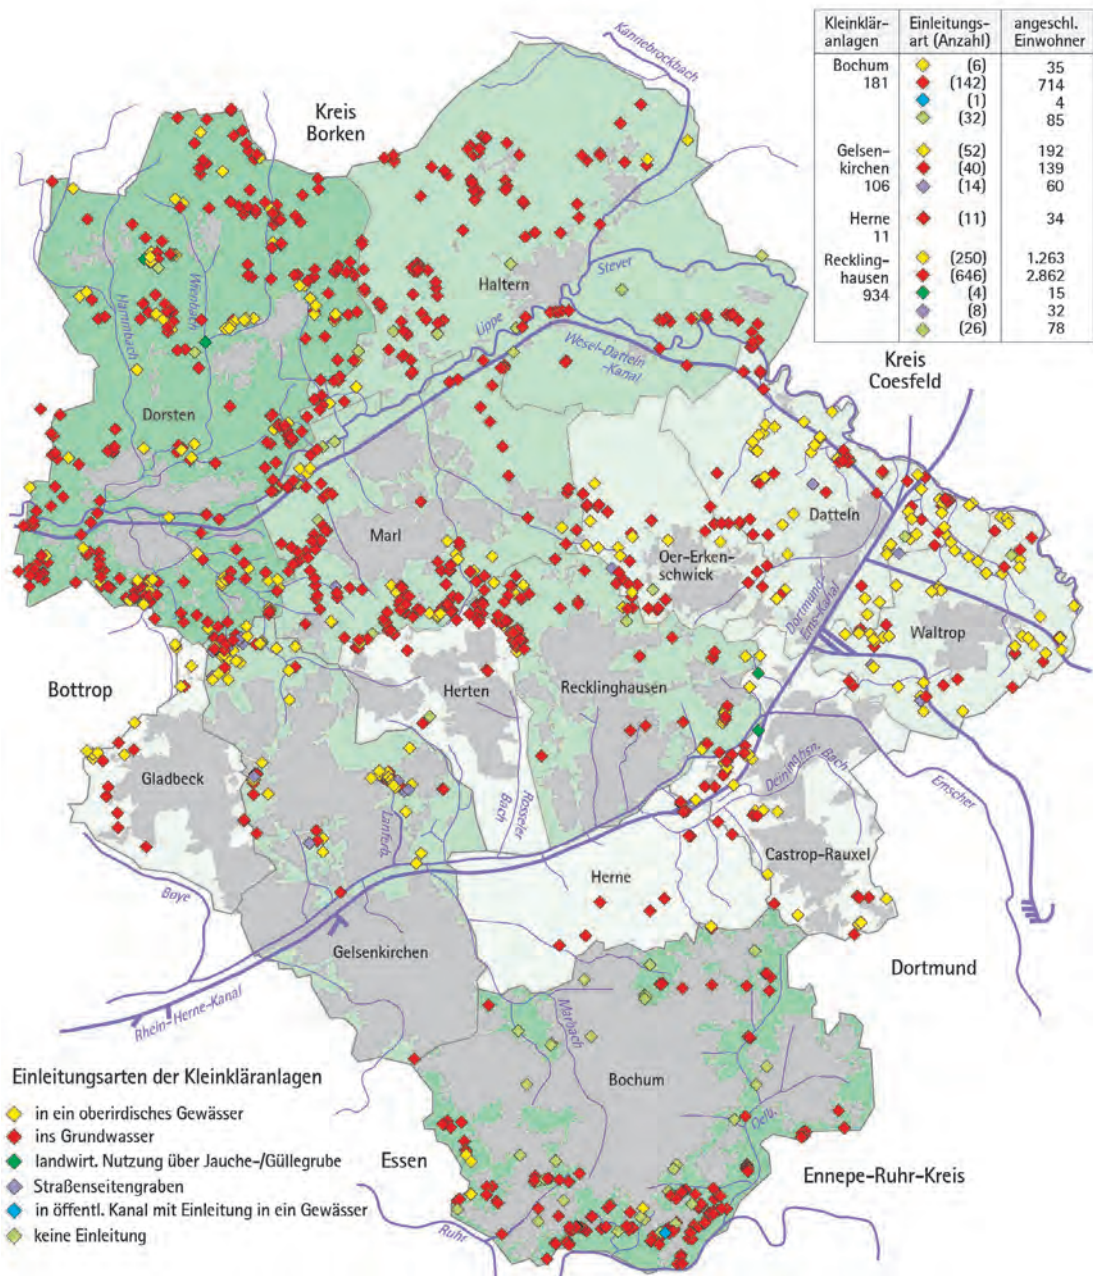 Kleinklär-
anlagen
Einleitungs-
art (Anzahl)
angeschl.
Einwohner
Bochum (6) 35
181 (142) 714
(1) 4
(32) 85
Gelsen- (52) 192
kirchen (40) 139
106 (14) 60
Herne (11) 34
11
Reckling- (250) 1.263
hausen (646) 2.862
934 (4) 15
(8) 32
(26) 78
Kannebrockbach
Kreis
Borken
Haltern
Stever
Lippe
Wesel-Datteln
-Kanal
Kreis
Coesfeld
Hammbach
Wienbach
Dorsten
Marl
Datteln
Oer-Erken-
schwick
Dortmund-
Ems-Kanal
Waltrop
Bottrop
Herten
Recklinghausen
Gladbeck
Lanferb.
Rosseler
Bach
Deininghsn. Bach
Emscher
Castrop-Rauxel
Herne
Boye
Gelsenkirchen
Dortmund
Rhein-Herne-Kanal
Marbach
Bochum
Oelb.
Essen
Ennepe-Ruhr-Kreis
Ruhr
Einleitungsarten der Kleinkläranlagen
in ein oberirdisches Gewässer
ins Grundwasser
landwirt. Nutzung über Jauche-/Güllegrube
Straßenseitengraben
in öffentl. Kanal mit Einleitung in ein Gewässer
keine Einleitung